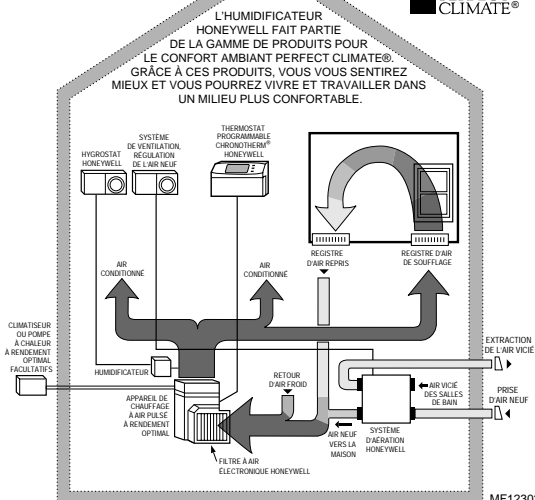 CLIMATE®
L'HUMIDIFICATEUR
HONEYWELL FAIT PARTIE
DE LA GAMME DE PRODUITS POUR
LE CONFORT AMBIANT PERFECT CLIMATE®.
GRÂCE À CES PRODUITS, VOUS VOUS SENTIREZ
MIEUX ET VOUS POURREZ VIVRE ET TRAVAILLER DANS
UN MILIEU PLUS CONFORTABLE.
HYGROSTAT
HONEYWELL
SYSTÈME
DE VENTILATION,
RÉGULATION
DE L'AIR NEUF
THERMOSTAT
PROGRAMMABLE
CHRONOTHERM®
HONEYWELL
REGISTRE
D'AIR REPRIS
REGISTRE D'AIR
DE SOUFFLAGE
AIR
CONDITIONNÉ
AIR
CONDITIONNÉ
CLIMATISEUR
OU POMPE
À CHALEUR
À RENDEMENT
OPTIMAL
FACULTATIFS
HUMIDIFICATEUR
APPAREIL DE
CHAUFFAGE
À AIR PULSÉ
À RENDEMENT
OPTIMAL
RETOUR
D'AIR FROID
FILTRE À AIR
ÉLECTRONIQUE HONEYWELL
AIR NEUF
VERS LA
MAISON
SYSTÈME
D'AÉRATION
HONEYWELL
AIR VICIÉ
DES SALLES
DE BAIN
EXTRACTION
DE L'AIR VICIÉ
PRISE
D'AIR NEUF